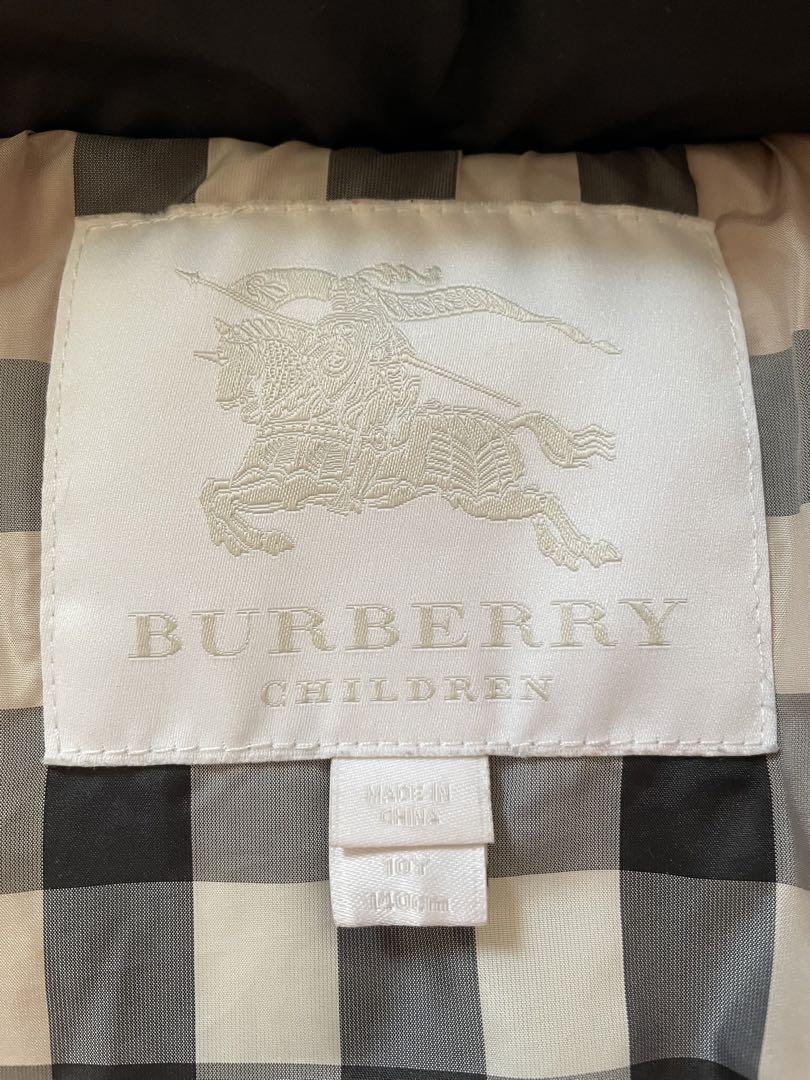 BURBERRY
CHILDREN
MADE IN
CHINA
10Y
140cm